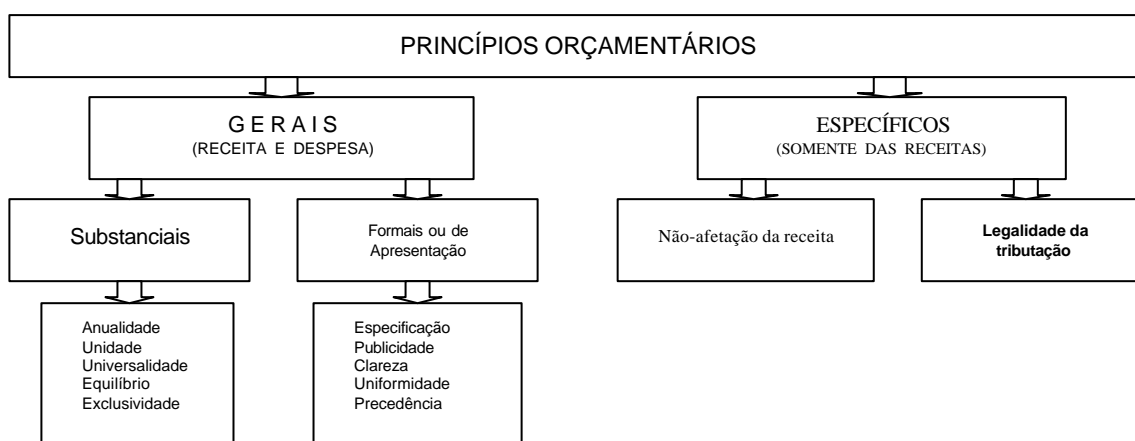 PRINCÍPIOS ORÇAMENTÁRIOS
G E R A I S
(RECEITA E DESPESA)
ESPECÍFICOS
(SOMENTE DAS RECEITAS)
Substanciais
Formais ou de
Apresentação
Não-afetação da receita
Legalidade da
tributação
Anualidade
Unidade
Universalidade
Equilíbrio
Exclusividade
Especificação
Publicidade
Clareza
Uniformidade
Precedência